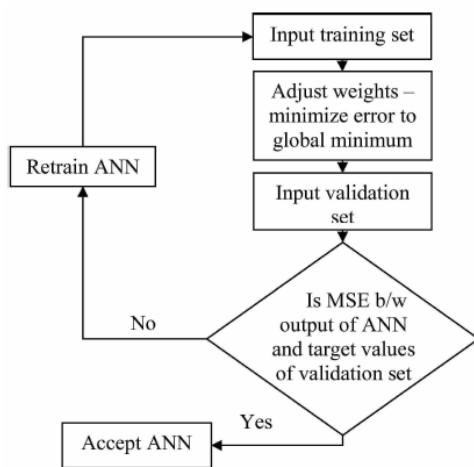 Input training set
Adjust weights –
minimize error to
global minimum
Retrain ANN
Input validation
set
Is MSE b/w
output of ANN
and target values
of validation set
No
Yes
Accept ANN